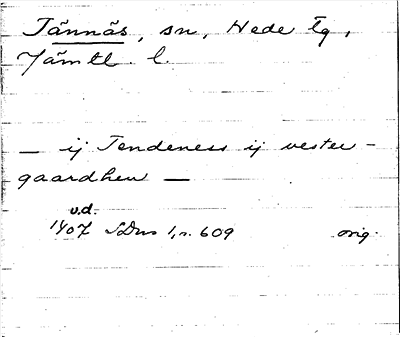 Tännäs, sn, Hede tg,
Jämtl. l.
— ij Tendeness ij vester-
gaardhen —
u.d.
1407 SDns 1, n. 609 orig.